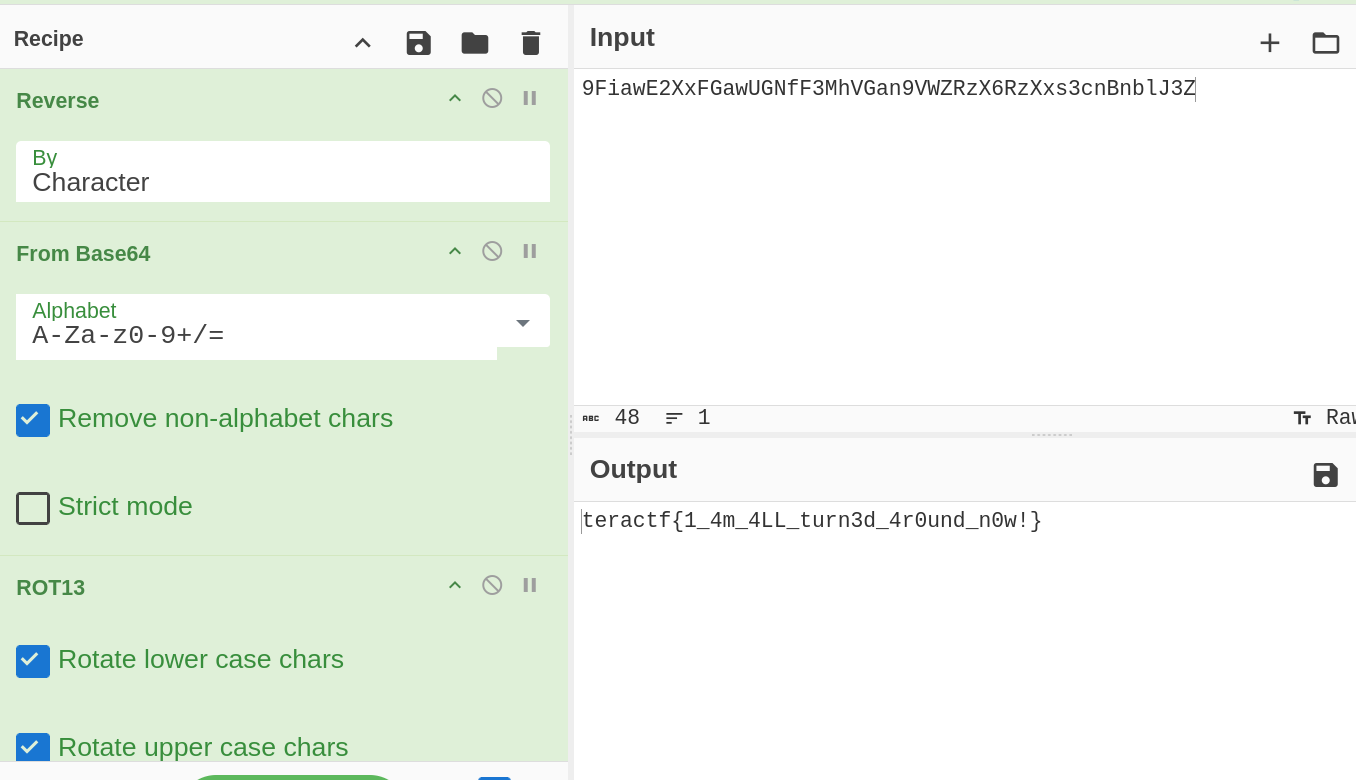 Recipe
Reverse
By
Character
From Base64
Alphabet
A-Za-z0-9+/=
Remove non-alphabet chars
Strict mode
ROT13
Rotate lower case chars
Rotate upper case chars
Input
9FiawE2XxFGawUGNfF3MhVGan9VWZRzX6RzXxs3cnBnblJ3Z
ABC 48 1
Raw
Output
teractf{1_4m_4LL_turn3d_4r0und_n0w!}